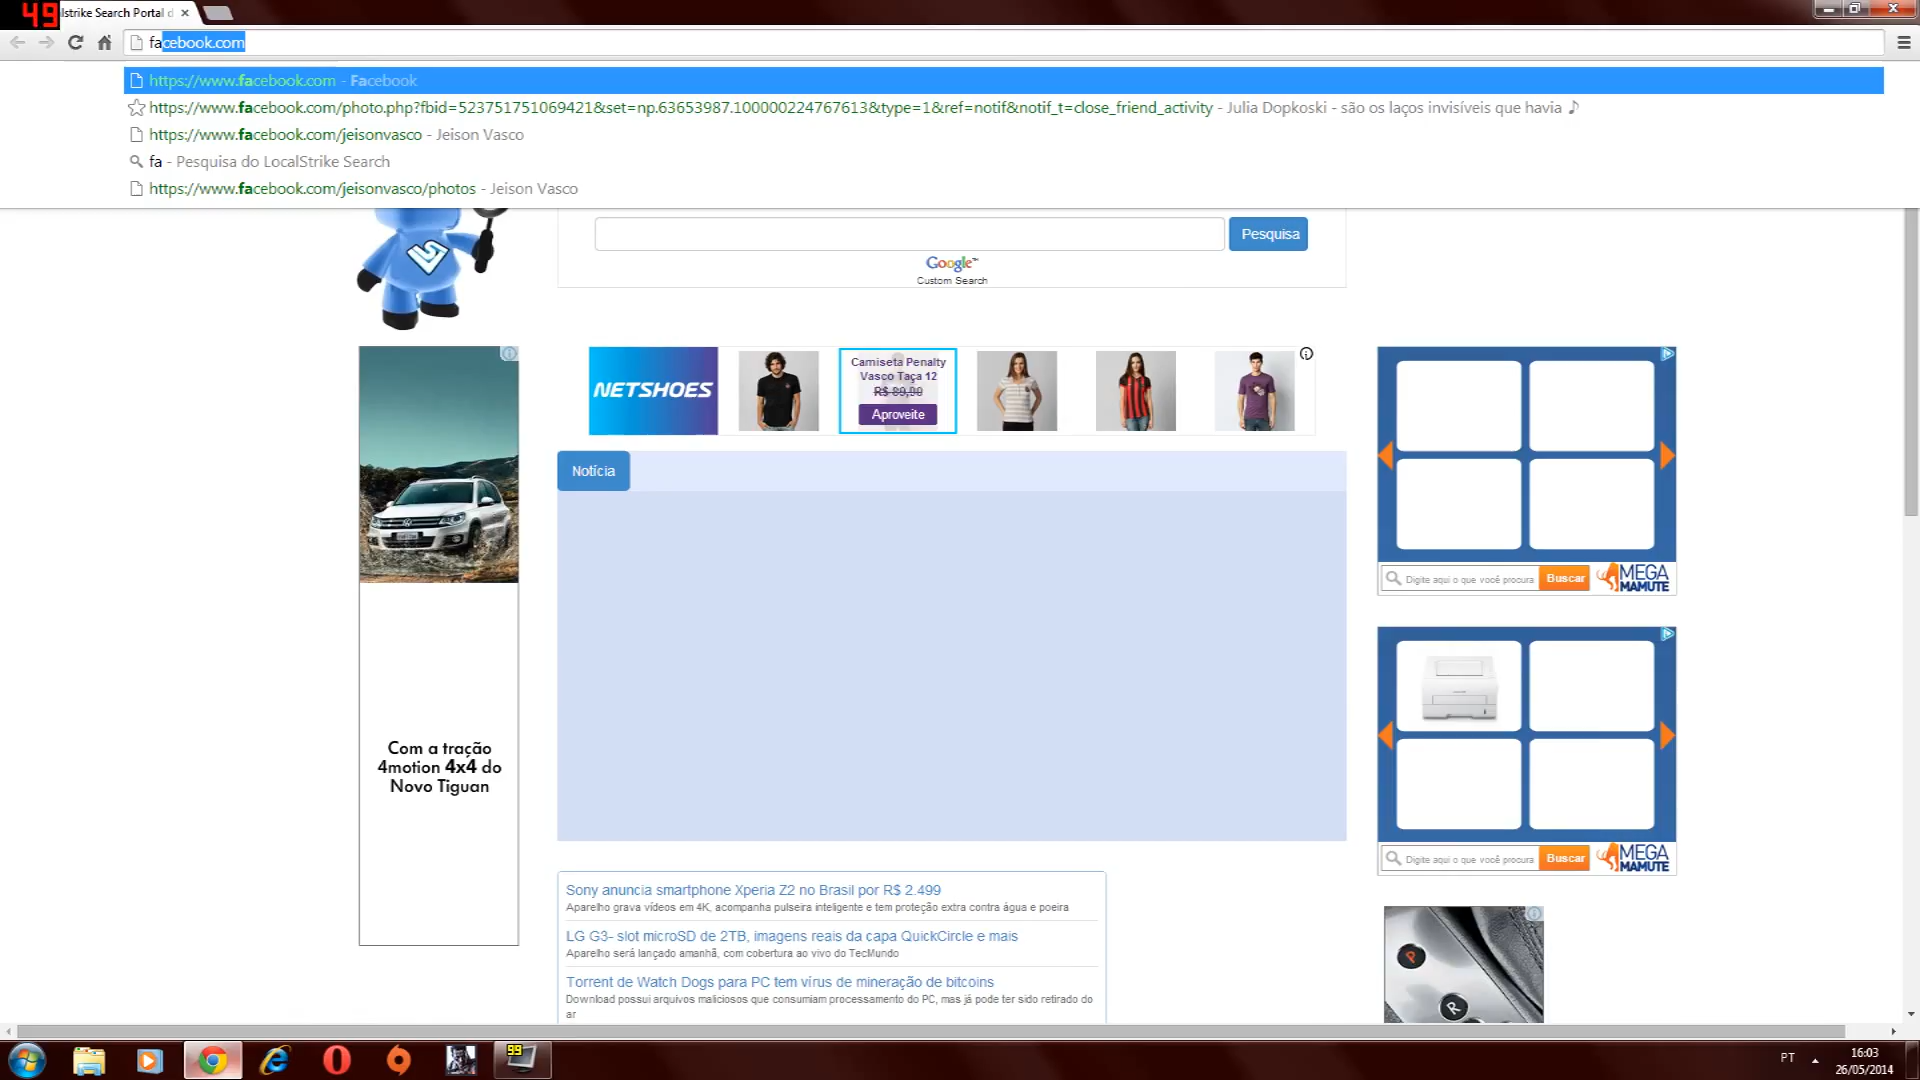 49
lstrike Search Portal d
facebook.com
https://www.facebook.com - Facebook
https://www.facebook.com/photo.php?fbid=523751751069421&set=np.63653987.100000224767613&type=1&ref=notif&notif_t=close_friend_activity - Julia Dopkoski - são os laços invisíveis que havia ♪
https://www.facebook.com/jeisonvasco - Jeison Vasco
fa - Pesquisa do LocalStrike Search
https://www.facebook.com/jeisonvasco/photos - Jeison Vasco
Pesquisa
Google™
Custom Search
NETSHOES
Camiseta Penalty
Vasco Taça 12
R$ 89,90
Aproveite
Notícia
Digite aqui o que você procura
Buscar
MEGA
MAMUTE
Com a tração
4motion 4x4 do
Novo Tiguan
Digite aqui o que você procura
Buscar
MEGA
MAMUTE
Sony anuncia smartphone Xperia Z2 no Brasil por R$ 2.499
Aparelho grava vídeos em 4K, acompanha pulseira inteligente e tem proteção extra contra água e poeira
LG G3- slot microSD de 2TB, imagens reais da capa QuickCircle e mais
Aparelho será lançado amanhã, com cobertura ao vivo do TecMundo
Torrent de Watch Dogs para PC tem vírus de mineração de bitcoins
Download possui arquivos maliciosos que consumiam processamento do PC, mas já pode ter sido retirado do
ar
P
R
99
PT
16:03
26/05/2014